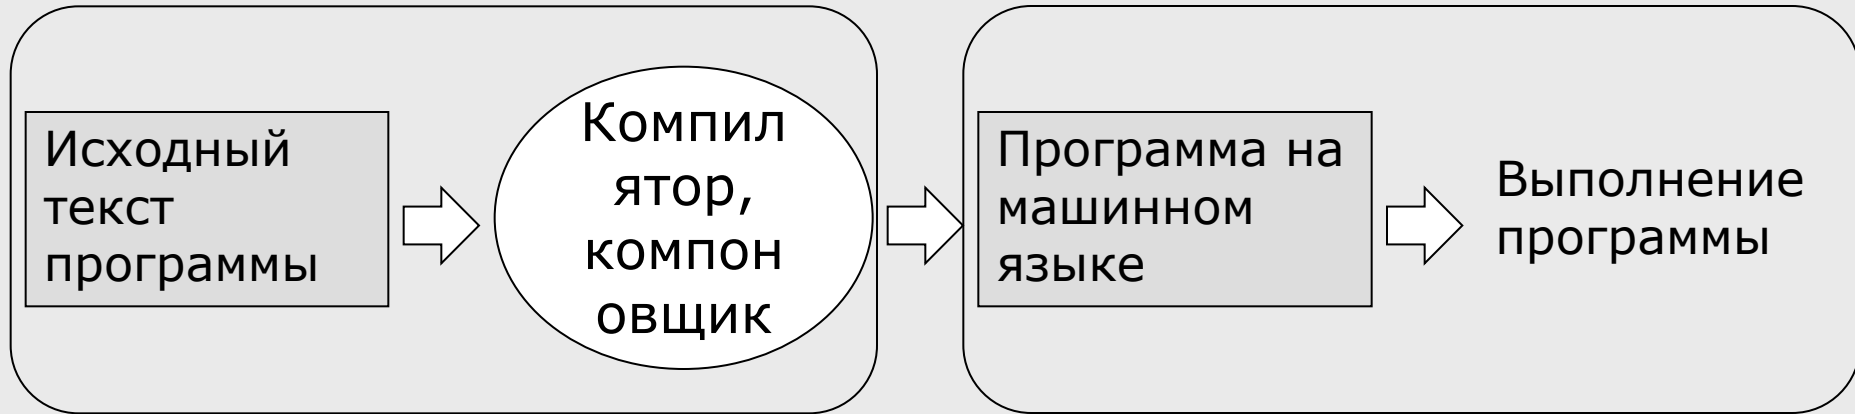 Исходный
текст
программы
Компил
ятор,
компон
овщик
Программа на
машинном
языке
Выполнение
программы